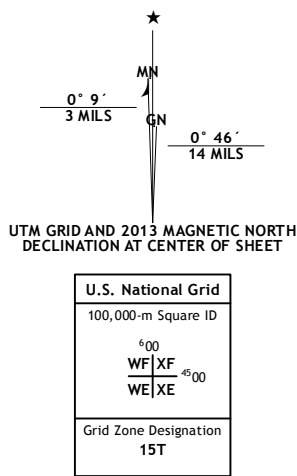 ★
MN
0° 9´
3 MILS
GN
0° 46´
14 MILS
UTM GRID AND 2013 MAGNETIC NORTH
DECLINATION AT CENTER OF SHEET
U.S. National Grid
100,000-m Square ID
⁶00
WF XF
⁴⁵00
WE XE
Grid Zone Designation
15T